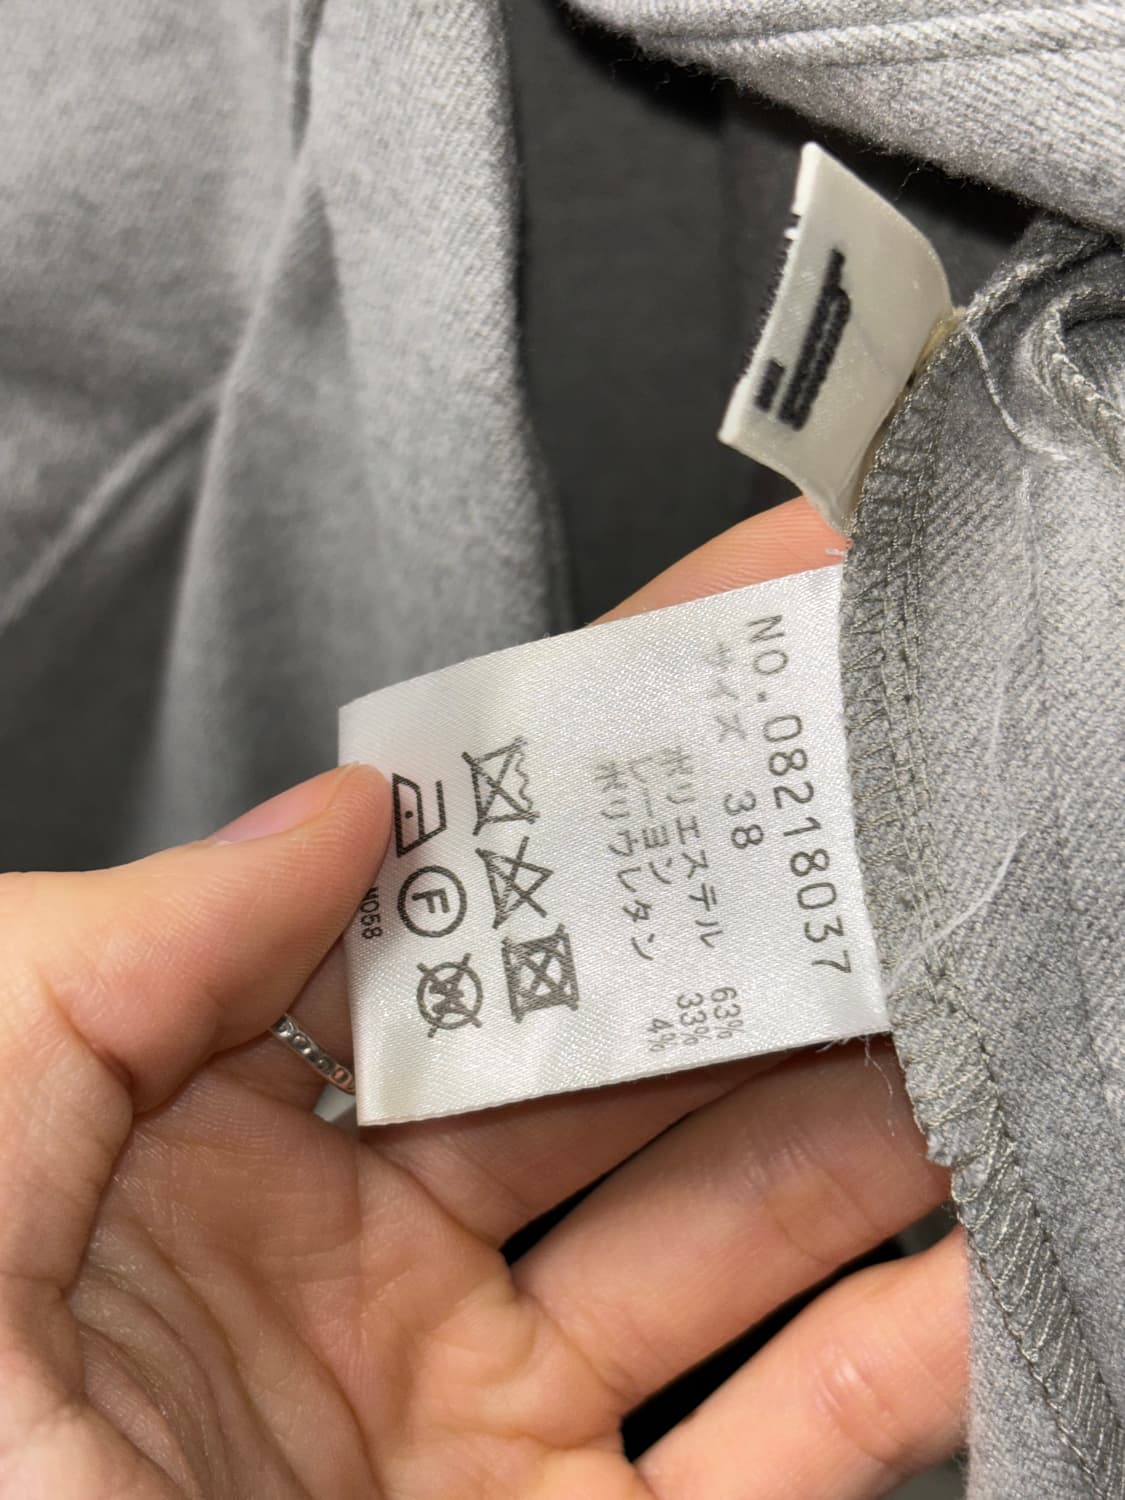 NO.08218037
サイズ 38
ポリエステル 63%
レーヨン 33%
ポリウレタン 4%
F
W
M058